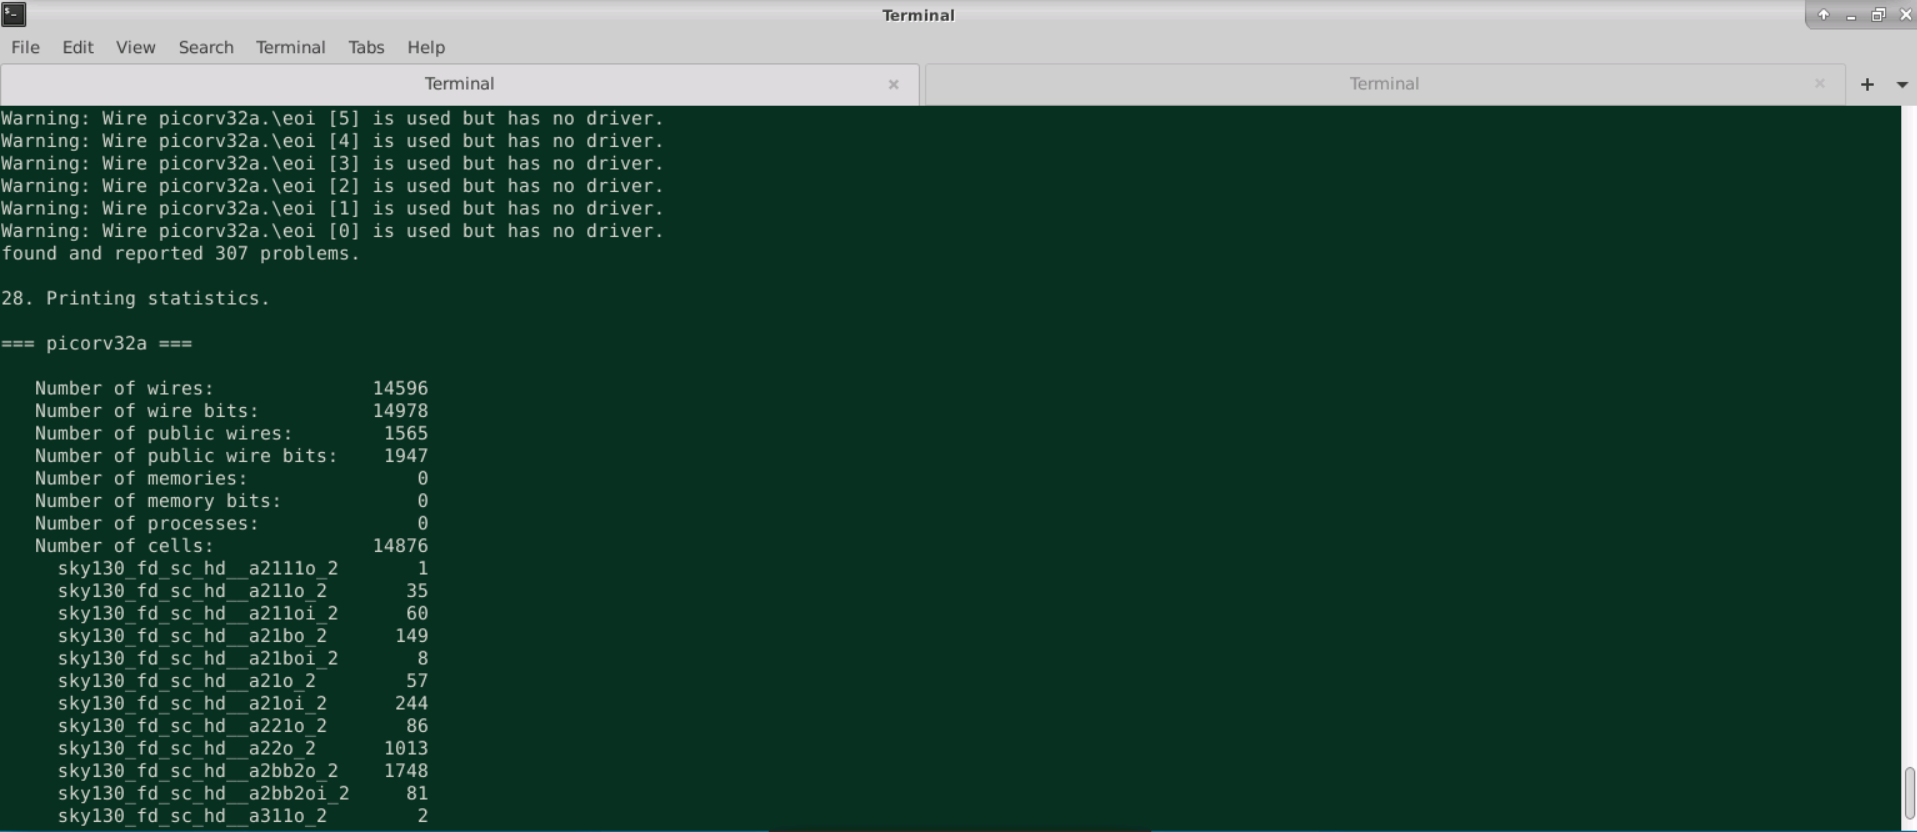 Terminal
File Edit View Search Terminal Tabs Help
Terminal Terminal
Warning: Wire picorv32a.\eoi [5] is used but has no driver.
Warning: Wire picorv32a.\eoi [4] is used but has no driver.
Warning: Wire picorv32a.\eoi [3] is used but has no driver.
Warning: Wire picorv32a.\eoi [2] is used but has no driver.
Warning: Wire picorv32a.\eoi [1] is used but has no driver.
Warning: Wire picorv32a.\eoi [0] is used but has no driver.
found and reported 307 problems.
28. Printing statistics.
=== picorv32a ===
Number of wires: 14596
Number of wire bits: 14978
Number of public wires: 1565
Number of public wire bits: 1947
Number of memories: 0
Number of memory bits: 0
Number of processes: 0
Number of cells: 14876
sky130_fd_sc_hd__a2111o_2 1
sky130_fd_sc_hd__a211o_2 35
sky130_fd_sc_hd__a211oi_2 60
sky130_fd_sc_hd__a21bo_2 149
sky130_fd_sc_hd__a21boi_2 8
sky130_fd_sc_hd__a21o_2 57
sky130_fd_sc_hd__a21oi_2 244
sky130_fd_sc_hd__a221o_2 86
sky130_fd_sc_hd__a22o_2 1013
sky130_fd_sc_hd__a2bb2o_2 1748
sky130_fd_sc_hd__a2bb2oi_2 81
sky130_fd_sc_hd__a311o_2 2